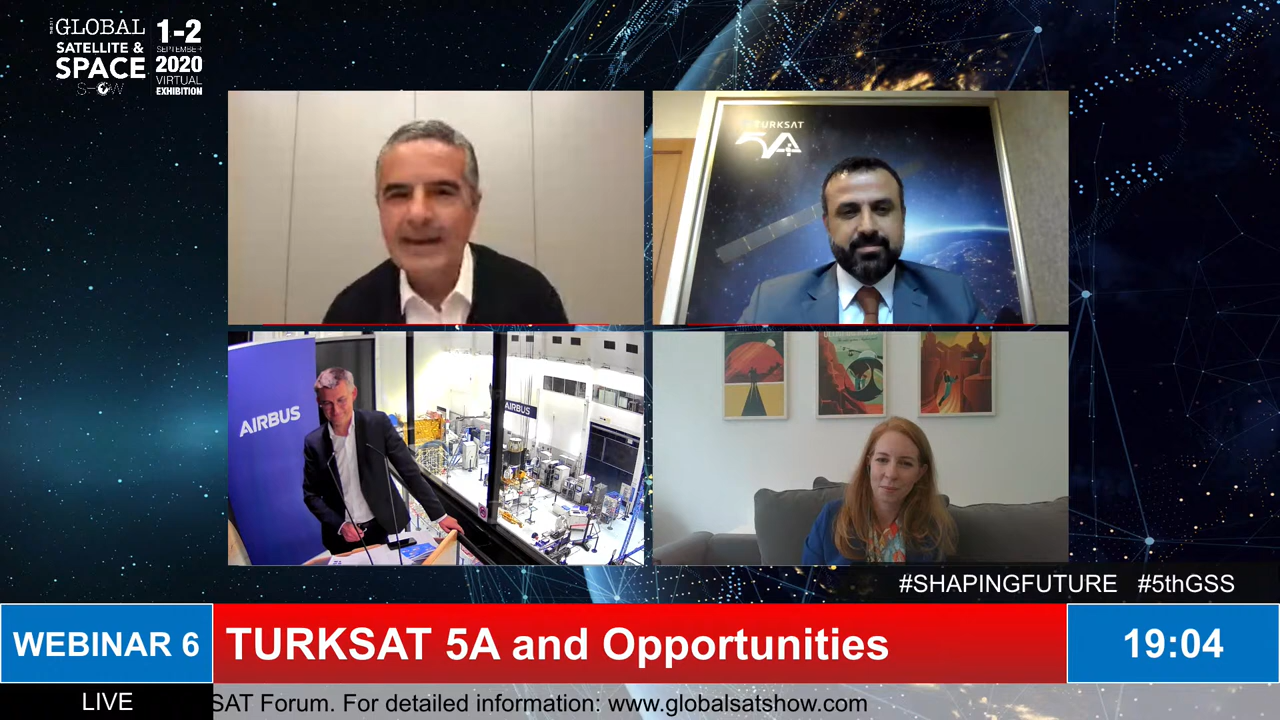 GLOBAL
SATELLITE &
SPACE
SHOW
1-2
SEPTEMBER
2020
VIRTUAL
EXHIBITION
TURKSAT
5A
AIRBUS
AIRBUS
#SHAPINGFUTURE #5thGSS
WEBINAR 6
TURKSAT 5A and Opportunities
19:04
LIVE
SAT Forum. For detailed information: www.globalsatshow.com